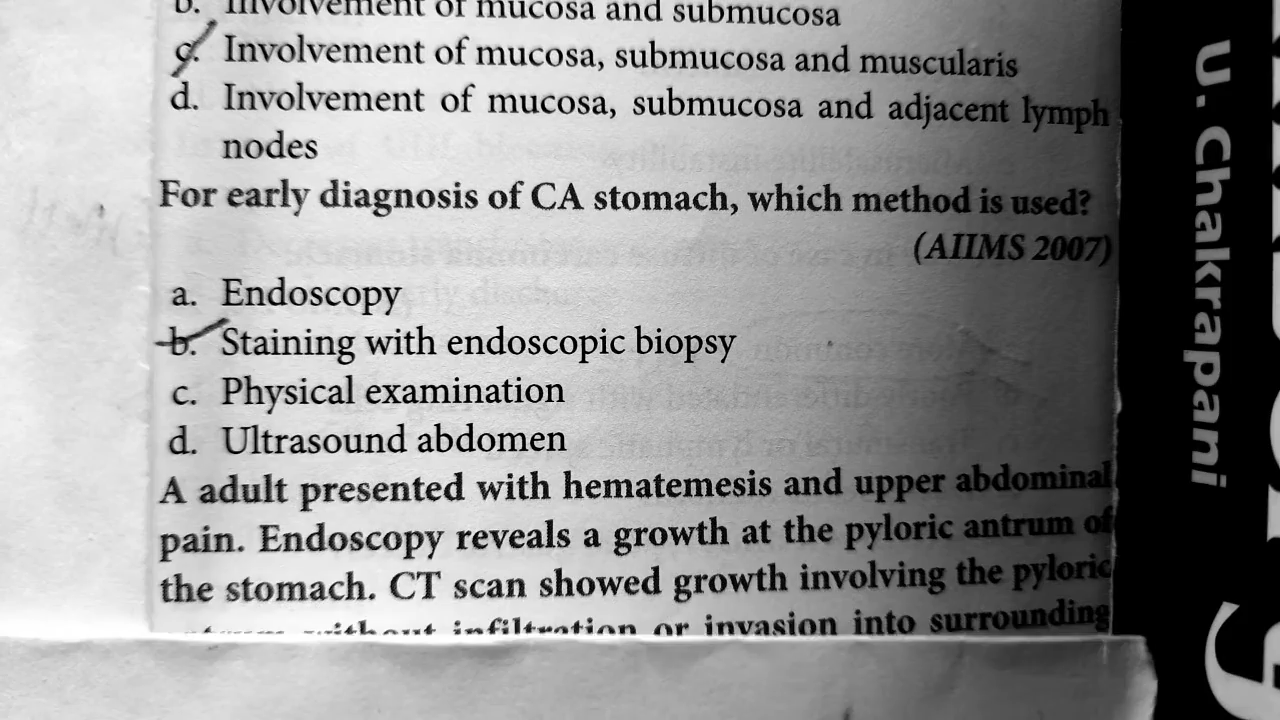 b. Involvement of mucosa and submucosa
c. Involvement of mucosa, submucosa and muscularis
d. Involvement of mucosa, submucosa and adjacent lymph
nodes
For early diagnosis of CA stomach, which method is used?
(AIIMS 2007)
a. Endoscopy
b. Staining with endoscopic biopsy
c. Physical examination
d. Ultrasound abdomen
A adult presented with hematemesis and upper abdominal
pain. Endoscopy reveals a growth at the pyloric antrum of
the stomach. CT scan showed growth involving the pyloric
without infiltration or invasion into surrounding
U. Chakrapani